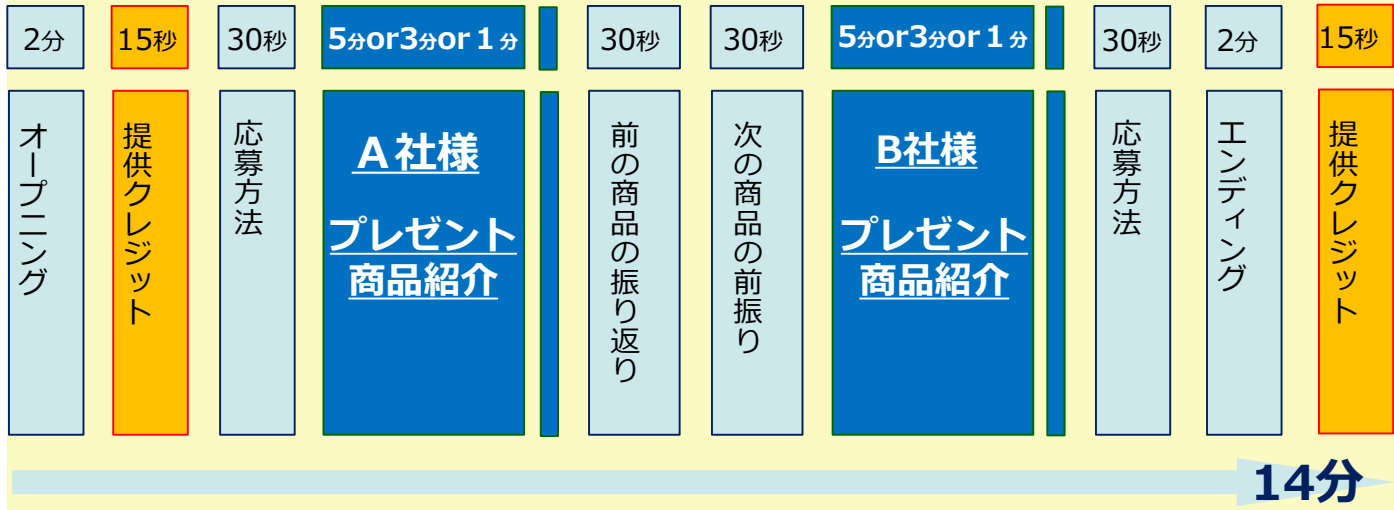 2分
15秒
30秒
5分or3分or１分
30秒
30秒
5分or3分or１分
30秒
2分
15秒
オープニング
提供クレジット
応募方法
Ａ社様
プレゼント
商品紹介
前の商品の振り返り
次の商品の前振り
B社様
プレゼント
商品紹介
応募方法
エンディング
提供クレジット
14分